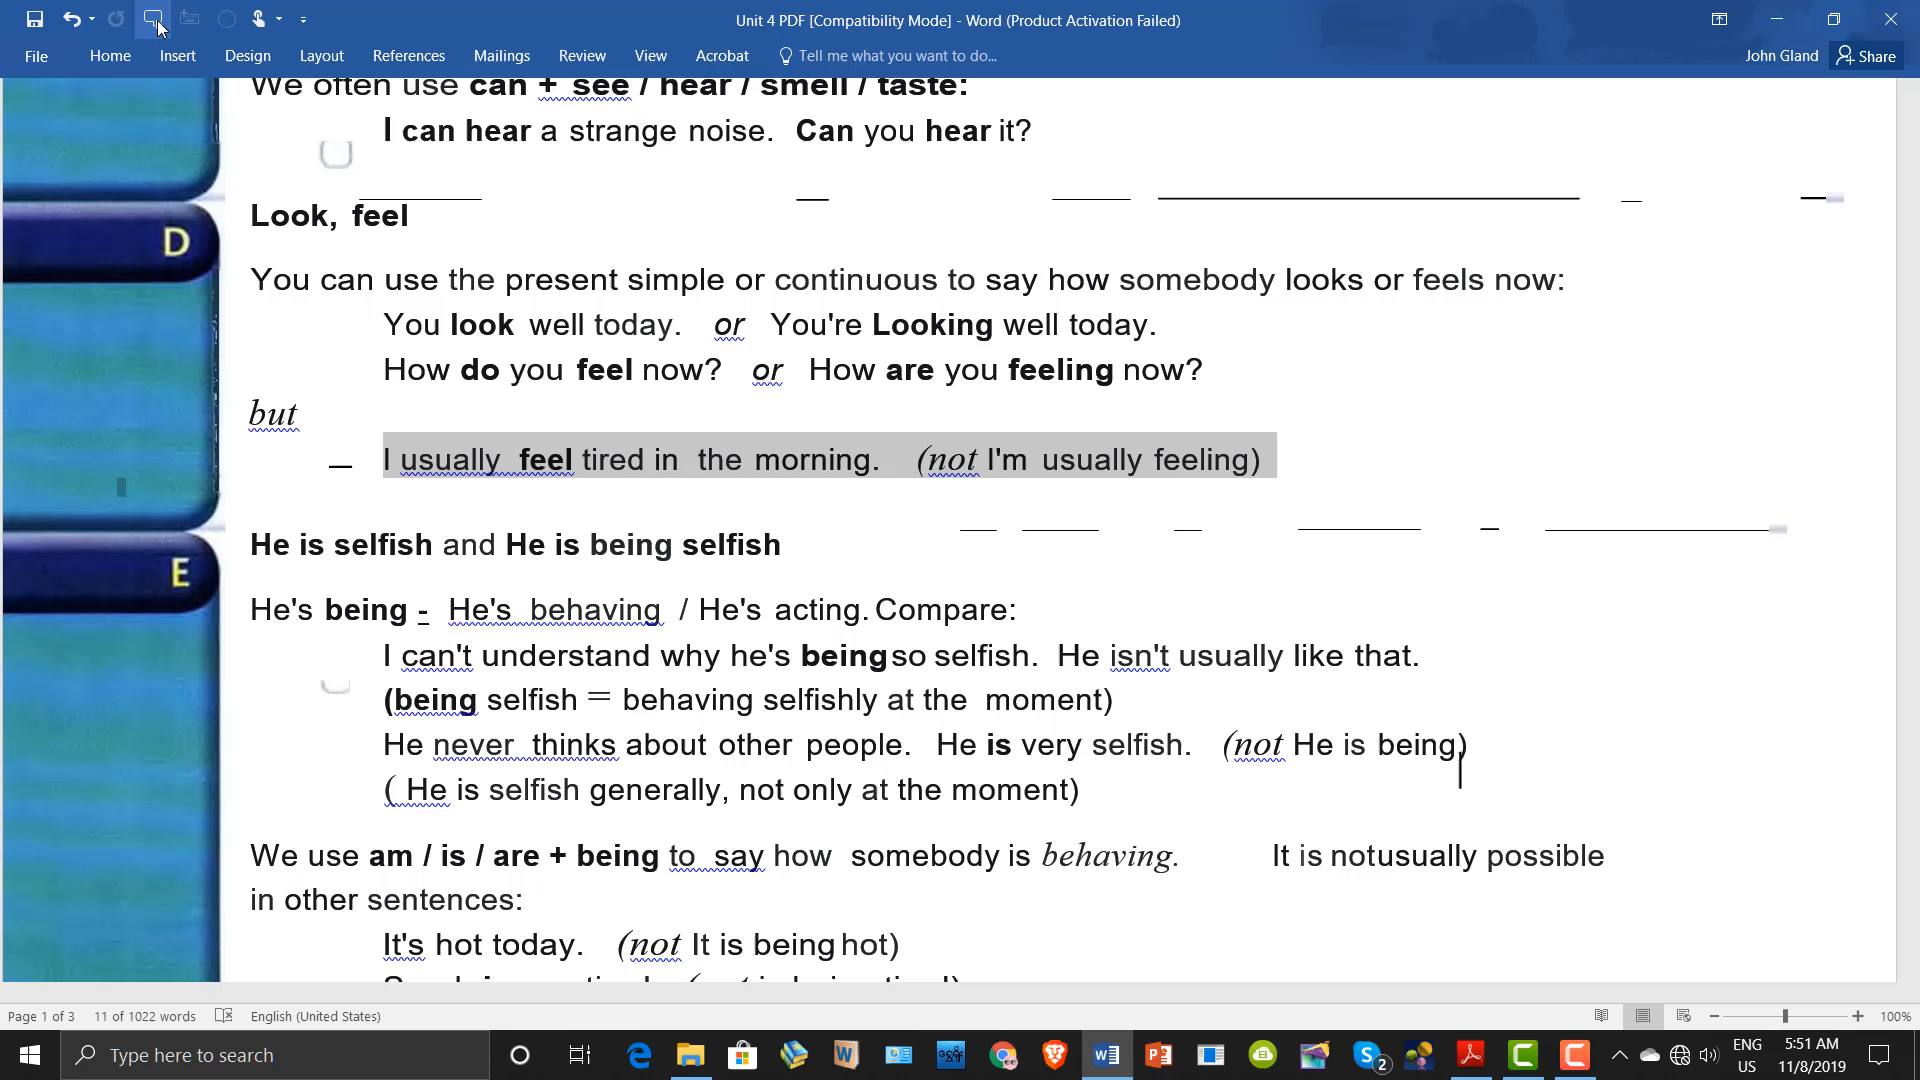 Unit 4 PDF [Compatibility Mode] - Word (Product Activation Failed)
File Home Insert Design Layout References Mailings Review View Acrobat Tell me what you want to do... John Gland Share
We often use can + see / hear / smell / taste:
I can hear a strange noise. Can you hear it?
Look, feel
D
You can use the present simple or continuous to say how somebody looks or feels now:
You look well today. or You're Looking well today.
How do you feel now? or How are you feeling now?
but
I usually feel tired in the morning. (not I'm usually feeling)
He is selfish and He is being selfish
E
He's being - He's behaving / He's acting. Compare:
I can't understand why he's being so selfish. He isn't usually like that.
(being selfish = behaving selfishly at the moment)
He never thinks about other people. He is very selfish. (not He is being)
( He is selfish generally, not only at the moment)
We use am / is / are + being to say how somebody is behaving. It is notusually possible
in other sentences:
It's hot today. (not It is being hot)
Page 1 of 3 11 of 1022 words English (United States) 100%
Type here to search 2 ENG 5:51 AM
US 11/8/2019